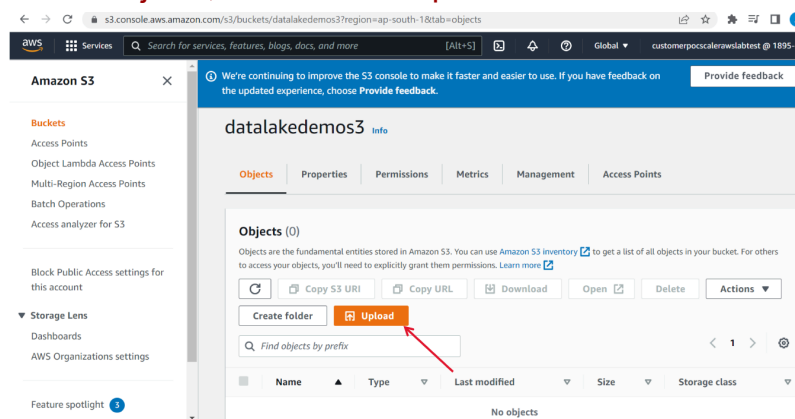 s3.console.aws.amazon.com/s3/buckets/datalakedemos3?region=ap-south-1&tab=objects
aws Services Search for services, features, blogs, docs, and more [Alt+S] Global ▼ customerpocscalerawslabtest @ 1895-
Amazon S3
We're continuing to improve the S3 console to make it faster and easier to use. If you have feedback on
the updated experience, choose Provide feedback.
Provide feedback
Buckets
Access Points
Object Lambda Access Points
Multi-Region Access Points
Batch Operations
Access analyzer for S3
Block Public Access settings for
this account
▼ Storage Lens
Dashboards
AWS Organizations settings
Feature spotlight 3
datalakedemos3 Info
Objects Properties Permissions Metrics Management Access Points
Objects (0)
Objects are the fundamental entities stored in Amazon S3. You can use Amazon S3 inventory to get a list of all objects in your bucket. For others
to access your objects, you'll need to explicitly grant them permissions. Learn more
Copy S3 URI Copy URL Download Open Delete Actions ▼
Create folder Upload
Find objects by prefix
< 1 >
Name ▲ Type ▽ Last modified ▽ Size ▽ Storage class ▽
No objects